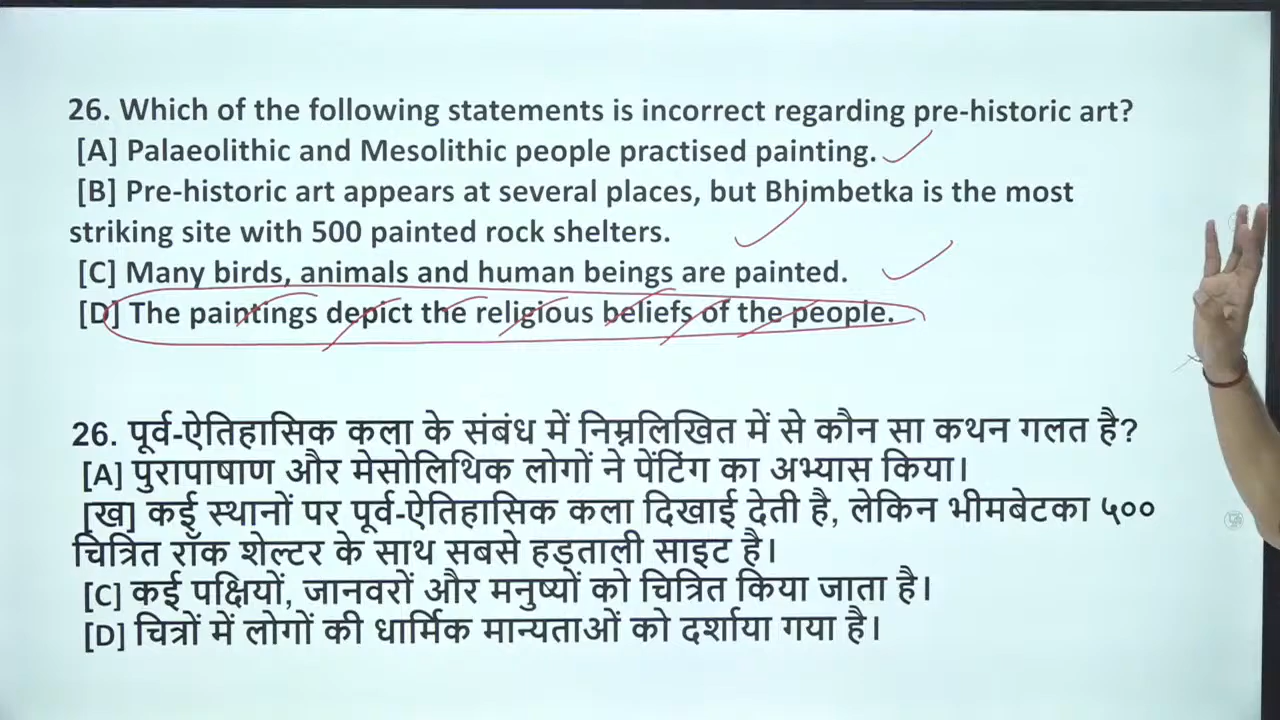 26. Which of the following statements is incorrect regarding pre-historic art?
[A] Palaeolithic and Mesolithic people practised painting.
[B] Pre-historic art appears at several places, but Bhimbetka is the most
striking site with 500 painted rock shelters.
[C] Many birds, animals and human beings are painted.
[D] The paintings depict the religious beliefs of the people.
26. पूर्व-ऐतिहासिक कला के संबंध में निम्नलिखित में से कौन सा कथन गलत है?
[A] पुरापाषाण और मेसोलिथिक लोगों ने पेंटिंग का अभ्यास किया।
[ख] कई स्थानों पर पूर्व-ऐतिहासिक कला दिखाई देती है, लेकिन भीमबेटका ५००
चित्रित रॉक शेल्टर के साथ सबसे हड़ताली साइट है।
[C] कई पक्षियों, जानवरों और मनुष्यों को चित्रित किया जाता है।
[D] चित्रों में लोगों की धार्मिक मान्यताओं को दर्शाया गया है।